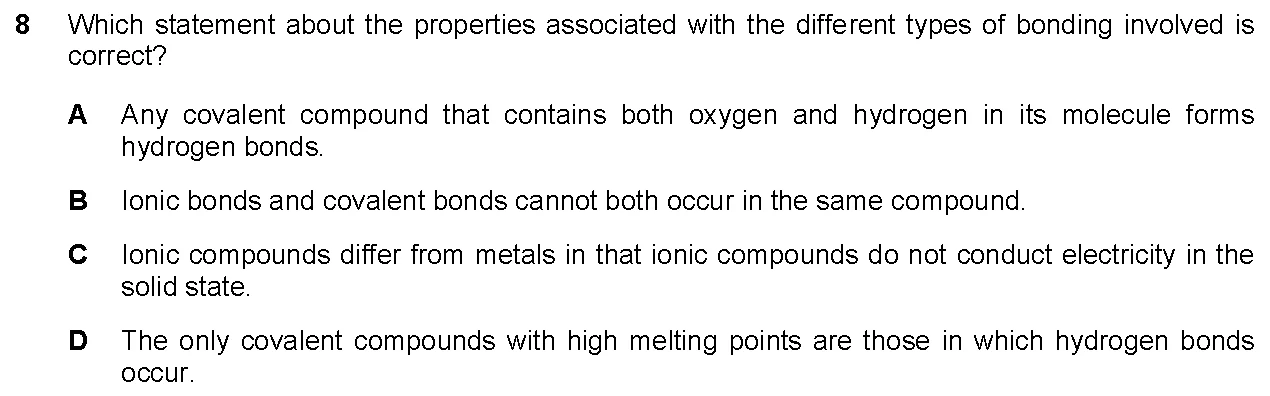 8 Which statement about the properties associated with the different types of bonding involved is
correct?
A Any covalent compound that contains both oxygen and hydrogen in its molecule forms
hydrogen bonds.
B Ionic bonds and covalent bonds cannot both occur in the same compound.
C Ionic compounds differ from metals in that ionic compounds do not conduct electricity in the
solid state.
D The only covalent compounds with high melting points are those in which hydrogen bonds
occur.